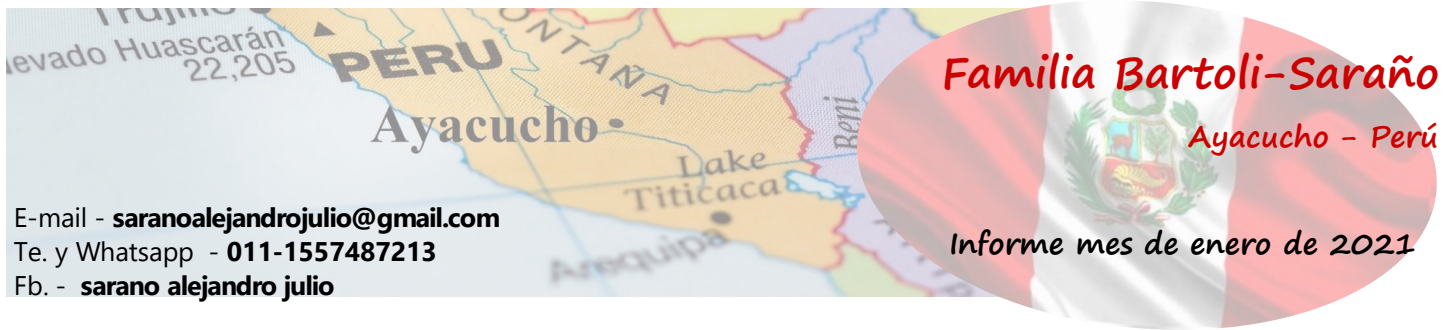 Trujillo
Nevado Huascarán
22,205
PERU
MONTAÑA
Ayacucho
Beni
Lake
Titicaca
Arequipa
Familia Bartoli-Saraño
Ayacucho - Perú
Informe mes de enero de 2021
E-mail - saranoalejandrojulio@gmail.com
Te. y Whatsapp - 011-1557487213
Fb. - sarano alejandro julio